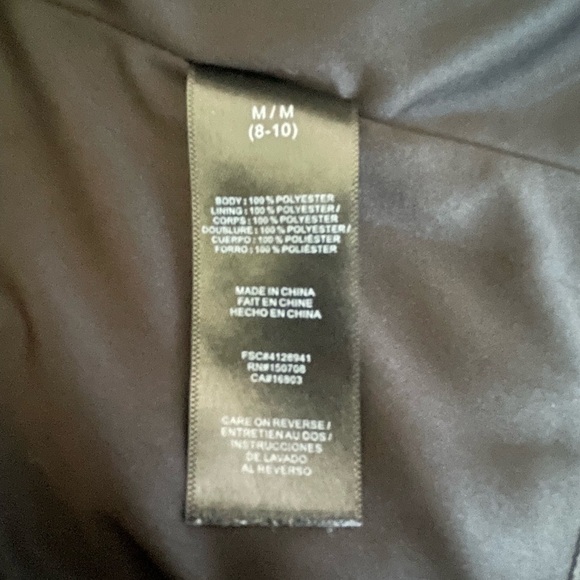 M/M
(8-10)
BODY : 100% POLYESTER
LINING : 100% POLYESTER /
CORPS : 100% POLYESTER
DOUBLURE : 100% POLYESTER /
CUERPO : 100% POLIÉSTER
FORRO : 100% POLIÉSTER
MADE IN CHINA
FAIT EN CHINE
HECHO EN CHINA
FSC#4128941
RN#150708
CA#16903
CARE ON REVERSE /
ENTRETIEN AU DOS /
INSTRUCCIONES
DE LAVADO
AL REVERSO